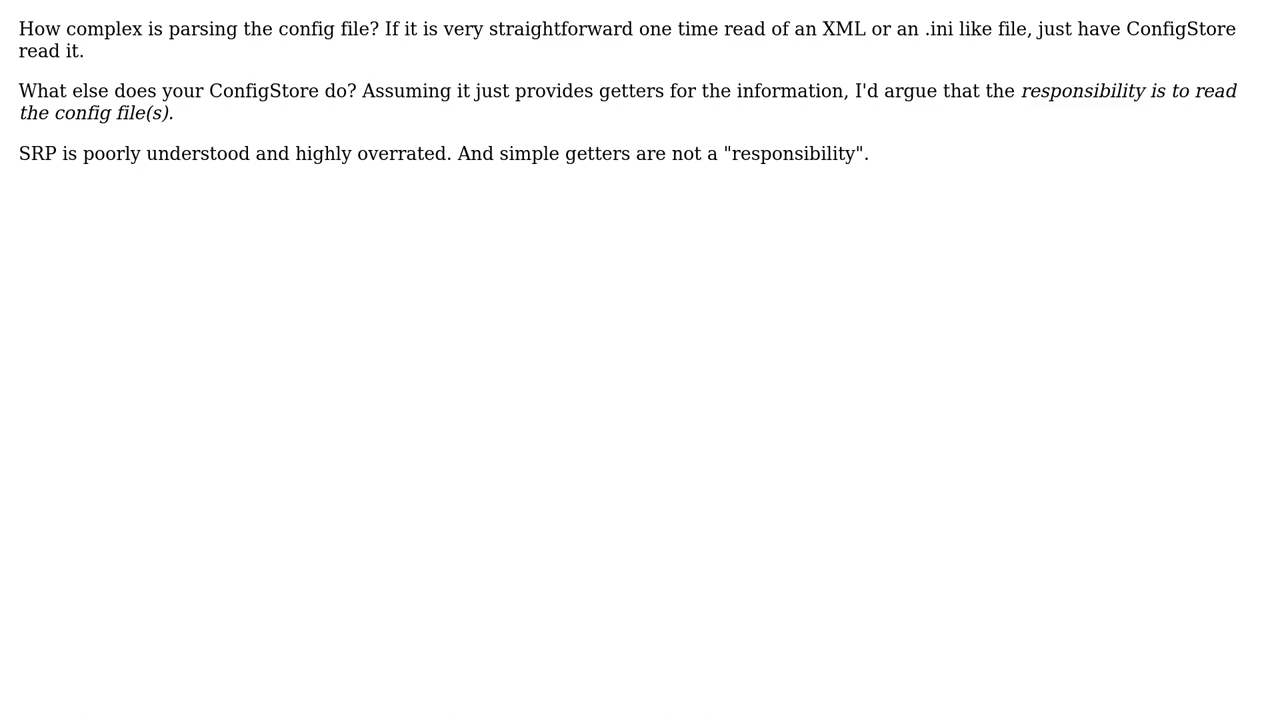 How complex is parsing the config file? If it is very straightforward one time read of an XML or an .ini like file, just have ConfigStore
read it.
What else does your ConfigStore do? Assuming it just provides getters for the information, I'd argue that the responsibility is to read
the config file(s).
SRP is poorly understood and highly overrated. And simple getters are not a "responsibility".